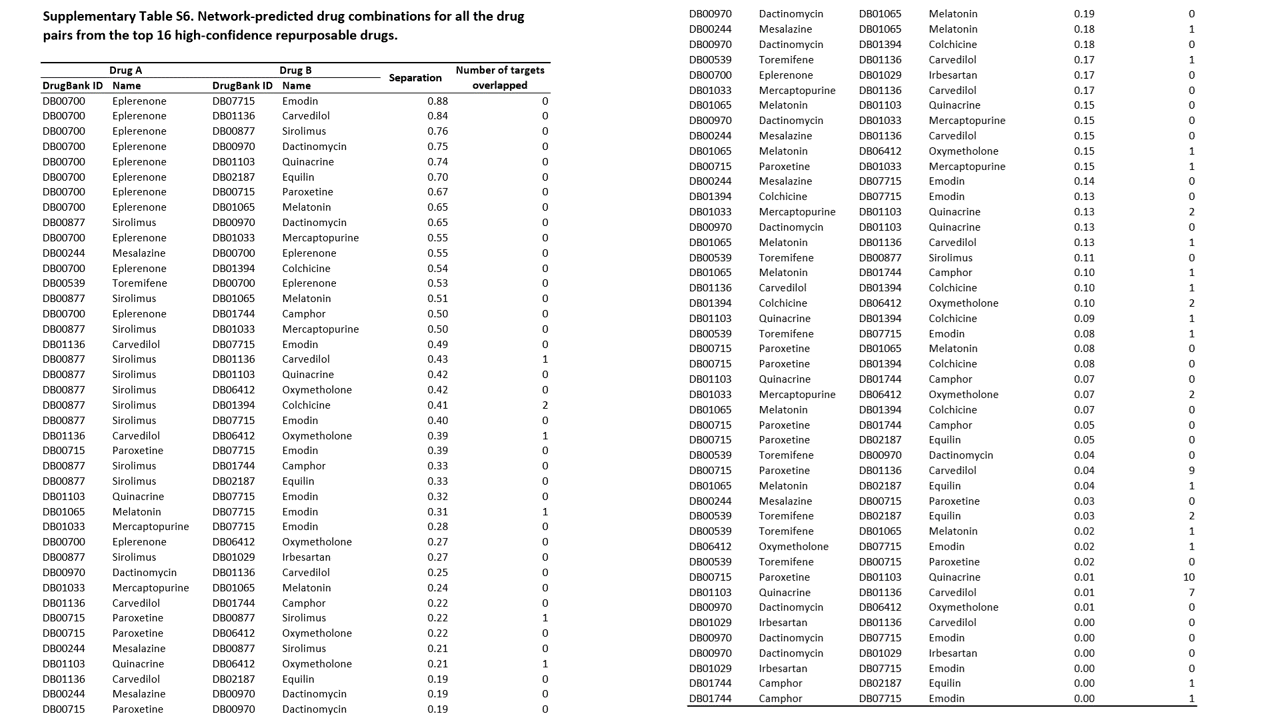 Supplementary Table S6. Network-predicted drug combinations for all the drug
pairs from the top 16 high-confidence repurposable drugs.
Drug A Drug B Separation Number of targets
DrugBank ID Name DrugBank ID Name overlapped
DB00700 Eplerenone DB07715 Emodin 0.88 0
DB00700 Eplerenone DB01136 Carvedilol 0.84 0
DB00700 Eplerenone DB00877 Sirolimus 0.76 0
DB00700 Eplerenone DB00970 Dactinomycin 0.75 0
DB00700 Eplerenone DB01103 Quinacrine 0.74 0
DB00700 Eplerenone DB02187 Equilin 0.70 0
DB00700 Eplerenone DB00715 Paroxetine 0.67 0
DB00700 Eplerenone DB01065 Melatonin 0.65 0
DB00877 Sirolimus DB00970 Dactinomycin 0.65 0
DB00700 Eplerenone DB01033 Mercaptopurine 0.55 0
DB00244 Mesalazine DB00700 Eplerenone 0.55 0
DB00700 Eplerenone DB01394 Colchicine 0.54 0
DB00539 Toremifene DB00700 Eplerenone 0.53 0
DB00877 Sirolimus DB01065 Melatonin 0.51 0
DB00700 Eplerenone DB01744 Camphor 0.50 0
DB00877 Sirolimus DB01033 Mercaptopurine 0.50 0
DB01136 Carvedilol DB07715 Emodin 0.49 0
DB00877 Sirolimus DB01136 Carvedilol 0.43 1
DB00877 Sirolimus DB01103 Quinacrine 0.42 0
DB00877 Sirolimus DB06412 Oxymetholone 0.42 0
DB00877 Sirolimus DB01394 Colchicine 0.41 2
DB00877 Sirolimus DB07715 Emodin 0.40 0
DB01136 Carvedilol DB06412 Oxymetholone 0.39 1
DB00715 Paroxetine DB07715 Emodin 0.39 0
DB00877 Sirolimus DB01744 Camphor 0.33 0
DB00877 Sirolimus DB02187 Equilin 0.33 0
DB01103 Quinacrine DB07715 Emodin 0.32 0
DB01065 Melatonin DB07715 Emodin 0.31 1
DB01033 Mercaptopurine DB07715 Emodin 0.28 0
DB00700 Eplerenone DB06412 Oxymetholone 0.27 0
DB00877 Sirolimus DB01029 Irbesartan 0.27 0
DB00970 Dactinomycin DB01136 Carvedilol 0.25 0
DB01033 Mercaptopurine DB01065 Melatonin 0.24 0
DB01136 Carvedilol DB01744 Camphor 0.22 0
DB00715 Paroxetine DB00877 Sirolimus 0.22 1
DB00715 Paroxetine DB06412 Oxymetholone 0.22 0
DB00244 Mesalazine DB00877 Sirolimus 0.21 0
DB01103 Quinacrine DB06412 Oxymetholone 0.21 1
DB01136 Carvedilol DB02187 Equilin 0.19 0
DB00244 Mesalazine DB00970 Dactinomycin 0.19 0
DB00715 Paroxetine DB00970 Dactinomycin 0.19 0
DB00970 Dactinomycin DB01065 Melatonin 0.19 0
DB00244 Mesalazine DB01065 Melatonin 0.18 1
DB00970 Dactinomycin DB01394 Colchicine 0.18 0
DB00539 Toremifene DB01136 Carvedilol 0.17 1
DB00700 Eplerenone DB01029 Irbesartan 0.17 0
DB01033 Mercaptopurine DB01136 Carvedilol 0.17 0
DB01065 Melatonin DB01103 Quinacrine 0.15 0
DB00970 Dactinomycin DB01033 Mercaptopurine 0.15 0
DB00244 Mesalazine DB01136 Carvedilol 0.15 0
DB01065 Melatonin DB06412 Oxymetholone 0.15 1
DB00715 Paroxetine DB01033 Mercaptopurine 0.15 1
DB00244 Mesalazine DB07715 Emodin 0.14 0
DB01394 Colchicine DB07715 Emodin 0.13 0
DB01033 Mercaptopurine DB01103 Quinacrine 0.13 2
DB00970 Dactinomycin DB01103 Quinacrine 0.13 0
DB01065 Melatonin DB01136 Carvedilol 0.13 1
DB00539 Toremifene DB00877 Sirolimus 0.11 0
DB01065 Melatonin DB01744 Camphor 0.10 1
DB01136 Carvedilol DB01394 Colchicine 0.10 1
DB01394 Colchicine DB06412 Oxymetholone 0.10 2
DB01103 Quinacrine DB01394 Colchicine 0.09 1
DB00539 Toremifene DB07715 Emodin 0.08 1
DB00715 Paroxetine DB01065 Melatonin 0.08 0
DB00715 Paroxetine DB01394 Colchicine 0.08 0
DB01103 Quinacrine DB01744 Camphor 0.07 0
DB01033 Mercaptopurine DB06412 Oxymetholone 0.07 2
DB01065 Melatonin DB01394 Colchicine 0.07 0
DB00715 Paroxetine DB01744 Camphor 0.05 0
DB00715 Paroxetine DB02187 Equilin 0.05 0
DB00539 Toremifene DB00970 Dactinomycin 0.04 0
DB00715 Paroxetine DB01136 Carvedilol 0.04 9
DB01065 Melatonin DB02187 Equilin 0.04 1
DB00244 Mesalazine DB00715 Paroxetine 0.03 0
DB00539 Toremifene DB02187 Equilin 0.03 2
DB00539 Toremifene DB01065 Melatonin 0.02 1
DB06412 Oxymetholone DB07715 Emodin 0.02 1
DB00539 Toremifene DB00715 Paroxetine 0.02 0
DB00715 Paroxetine DB01103 Quinacrine 0.01 10
DB01103 Quinacrine DB01136 Carvedilol 0.01 7
DB00970 Dactinomycin DB06412 Oxymetholone 0.01 0
DB01029 Irbesartan DB01136 Carvedilol 0.00 0
DB00970 Dactinomycin DB07715 Emodin 0.00 0
DB00970 Dactinomycin DB01029 Irbesartan 0.00 0
DB01029 Irbesartan DB07715 Emodin 0.00 0
DB01744 Camphor DB02187 Equilin 0.00 1
DB01744 Camphor DB07715 Emodin 0.00 1